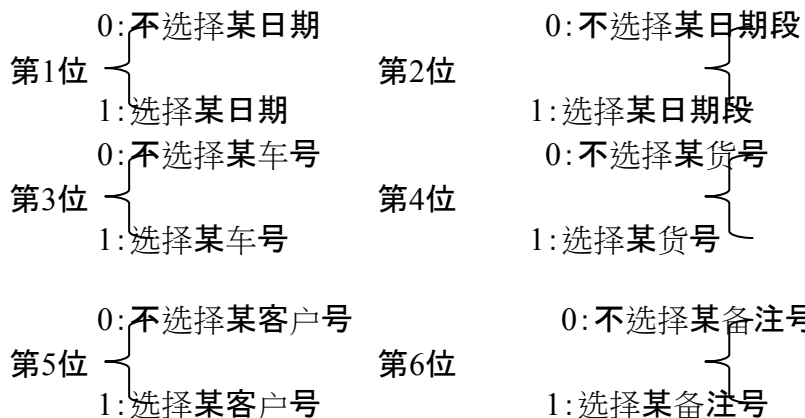 0:不选择某日期 0:不选择某日期段
第1位 第2位
1:选择某日期 1:选择某日期段
0:不选择某车号 0:不选择某货号
第3位 第4位
1:选择某车号 1:选择某货号
0:不选择某客户号 0:不选择某备注号
第5位 第6位
1:选择某客户号 1:选择某备注号